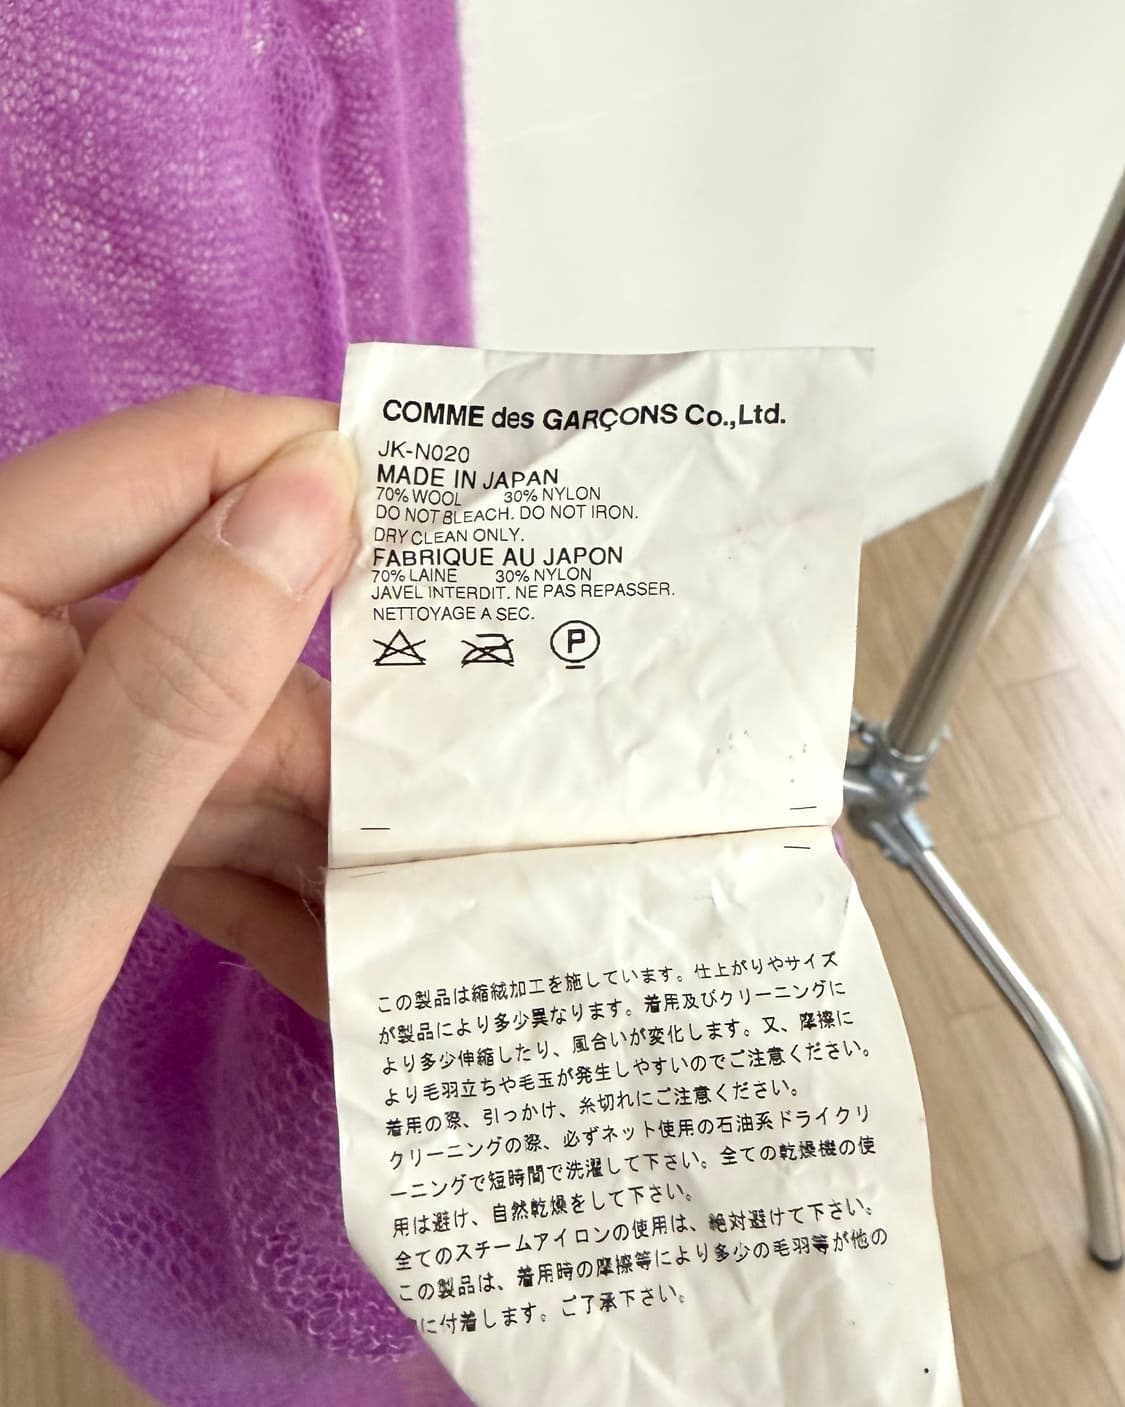 COMME des GARÇONS Co.,Ltd.
JK-N020
MADE IN JAPAN
70% WOOL 30% NYLON
DO NOT BLEACH. DO NOT IRON.
DRY CLEAN ONLY.
FABRIQUE AU JAPON
70% LAINE 30% NYLON
JAVEL INTERDIT. NE PAS REPASSER.
NETTOYAGE A SEC.
P
この製品は縮絨加工を施しています。仕上がりやサイズ
が製品により多少異なります。着用及びクリーニングに
より多少伸縮したり、風合いが変化します。又、摩擦に
より毛羽立ちや毛玉が発生しやすいのでご注意ください。
着用の際、引っかけ、糸切れにご注意ください。
クリーニングの際、必ずネット使用の石油系ドライクリ
ーニングで短時間で洗濯して下さい。全ての乾燥機の使
用は避け、自然乾燥をして下さい。
全てのスチームアイロンの使用は、絶対避けて下さい。
この製品は、着用時の摩擦等により多少の毛羽等が他の
に付着します。ご了承下さい。